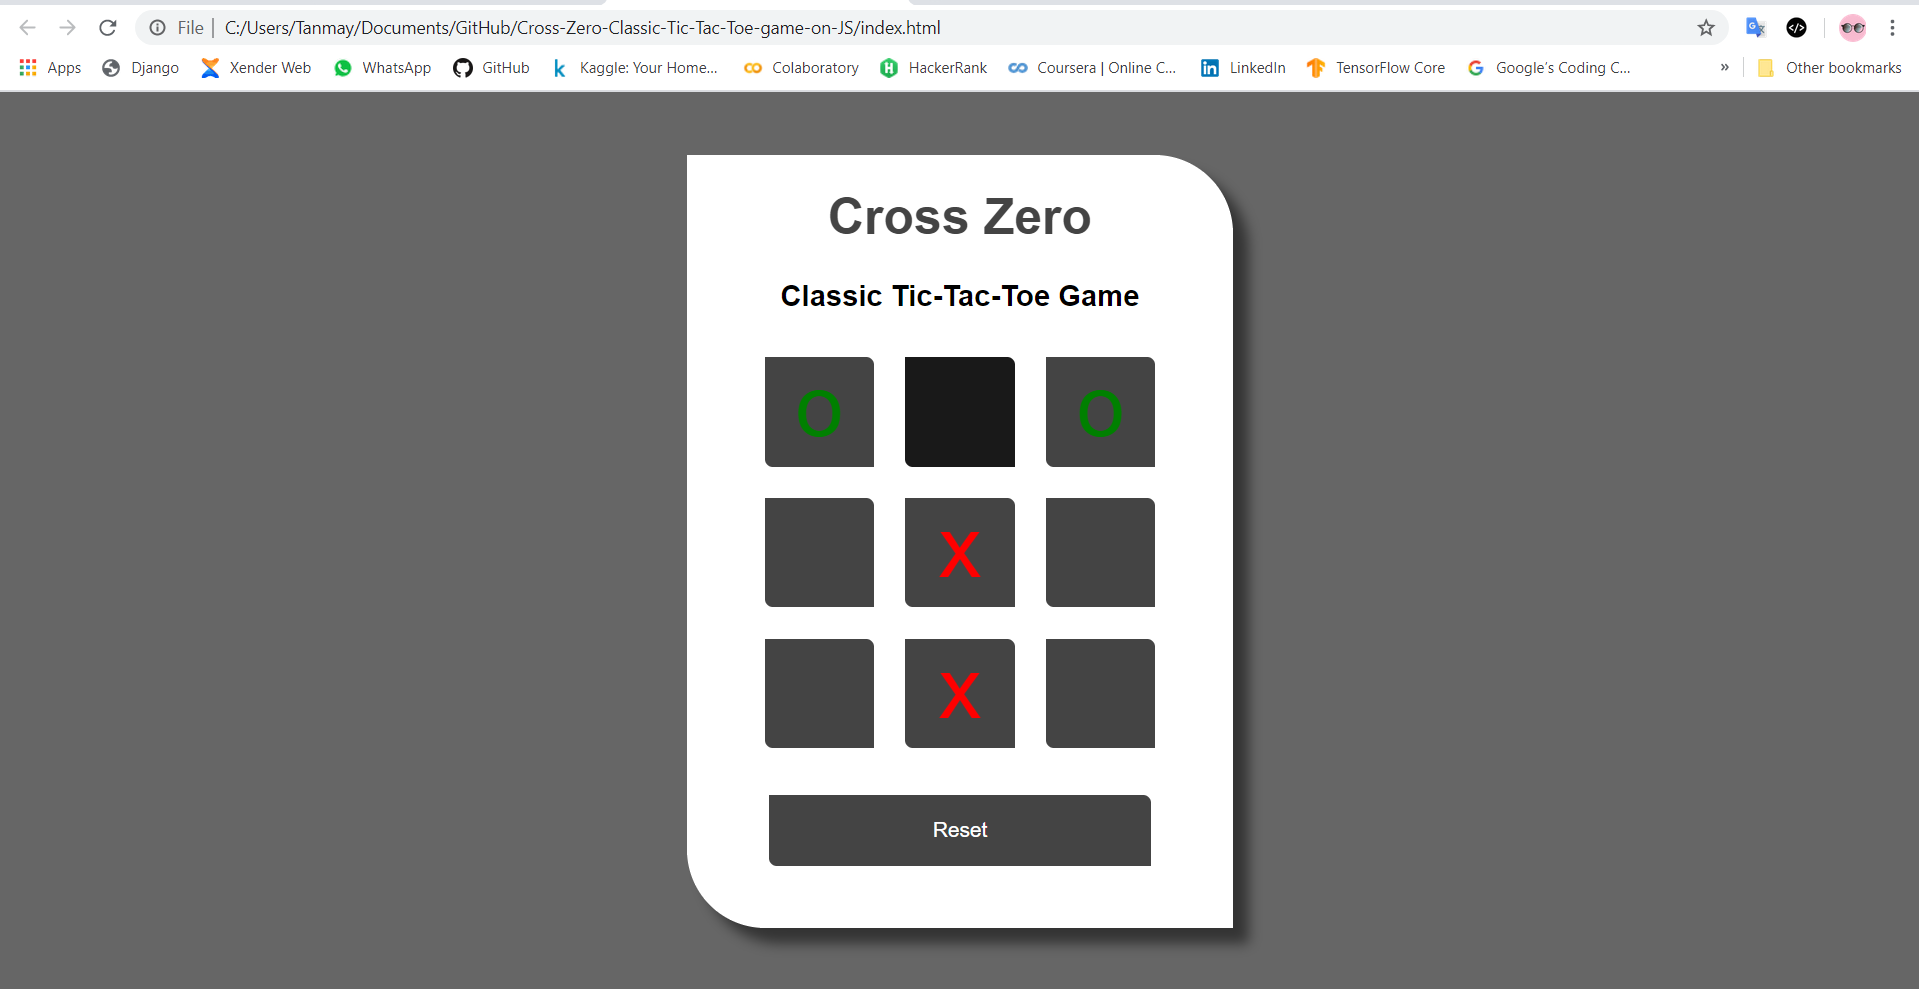 File | C:/Users/Tanmay/Documents/GitHub/Cross-Zero-Classic-Tic-Tac-Toe-game-on-JS/index.html
Apps Django Xender Web WhatsApp GitHub Kaggle: Your Home... Colaboratory HackerRank Coursera | Online C... LinkedIn TensorFlow Core Google's Coding C... » Other bookmarks
Cross Zero
Classic Tic-Tac-Toe Game
O O
X
X
Reset